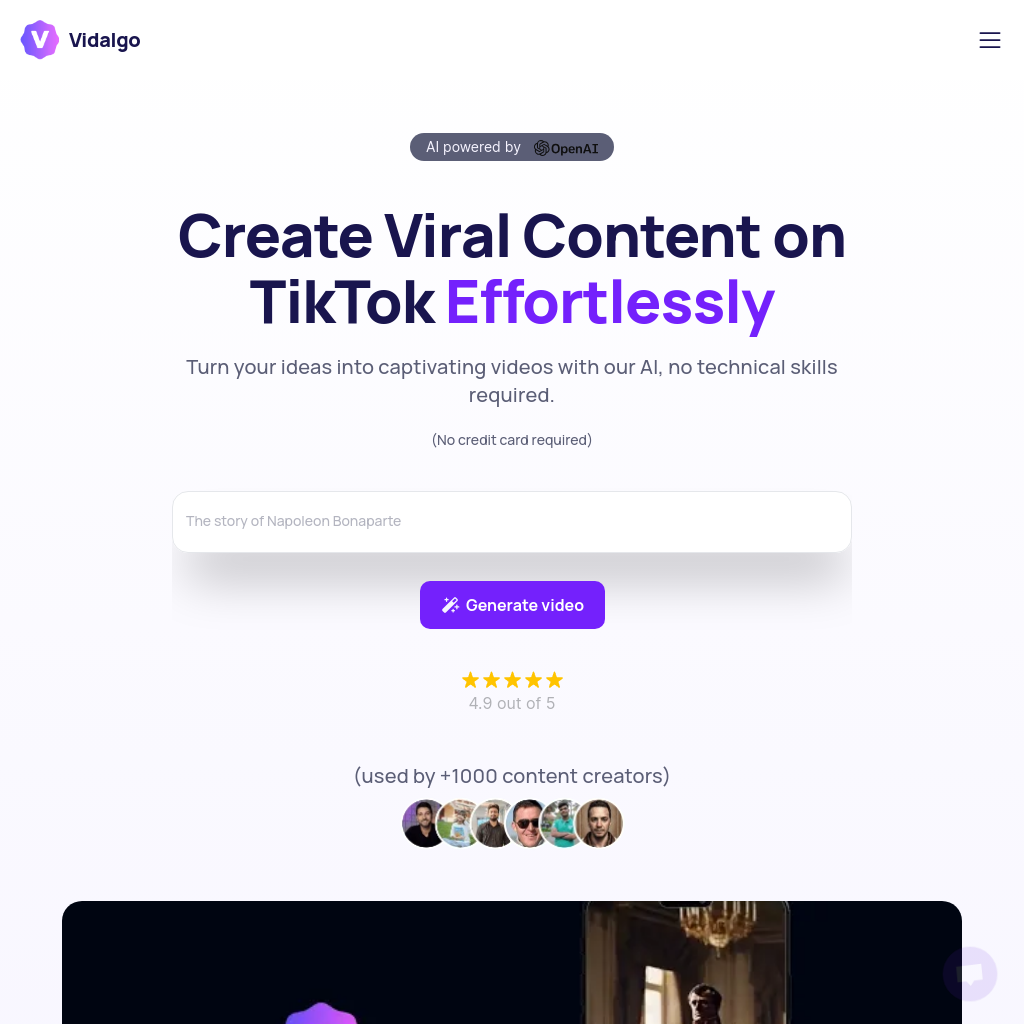 Vidalgo
AI powered by OpenAI
Create Viral Content on
TikTok Effortlessly
Turn your ideas into captivating videos with our AI, no technical skills
required.
(No credit card required)
The story of Napoleon Bonaparte
Generate video
4.9 out of 5
(used by +1000 content creators)